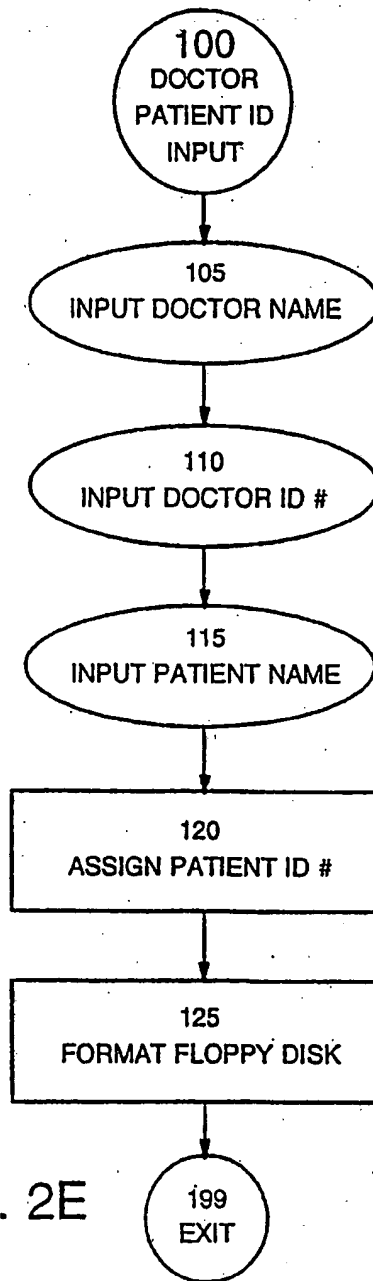 100
DOCTOR
PATIENT ID
INPUT
105
INPUT DOCTOR NAME
110
INPUT DOCTOR ID #
115
INPUT PATIENT NAME
120
ASSIGN PATIENT ID #
125
FORMAT FLOPPY DISK
. 2E
199
EXIT